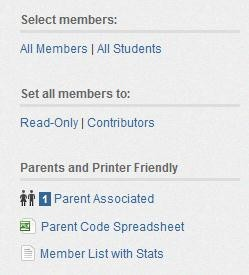 Select members:
All Members | All Students
Set all members to:
Read-Only | Contributors
Parents and Printer Friendly
1 Parent Associated
Parent Code Spreadsheet
Member List with Stats